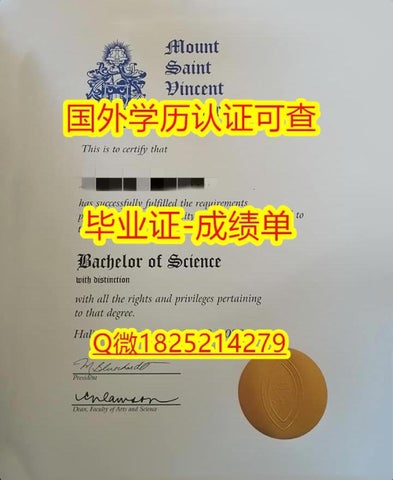 Mount
Saint
Vincent
国外学历认证可查
This is to certify that
has successfully fulfilled the requirements
to
毕业证-成绩单
Bachelor of Science
with distinction
with all the rights and privileges pertaining
to that degree.
Q微1825214279
President
Dean, Faculty of Arts and Science